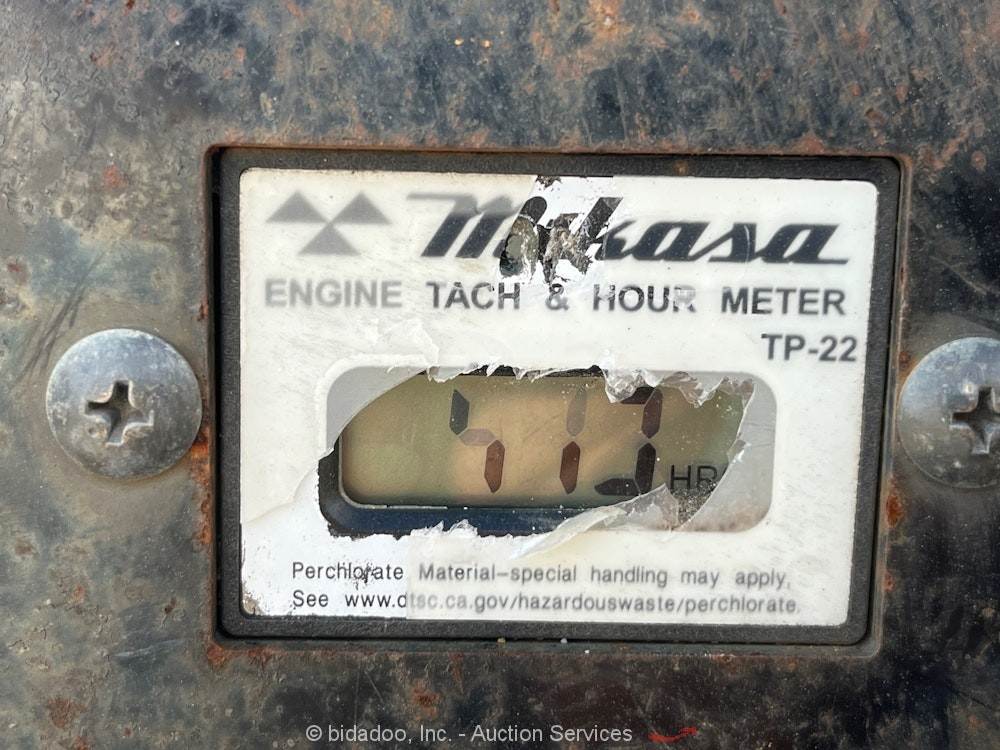 Mikasa
ENGINE TACH & HOUR METER
TP-22
HR
Perchlorate Material-special handling may apply,
See www.dtsc.ca.gov/hazardouswaste/perchlorate.
© bidadoo, Inc. - Auction Services